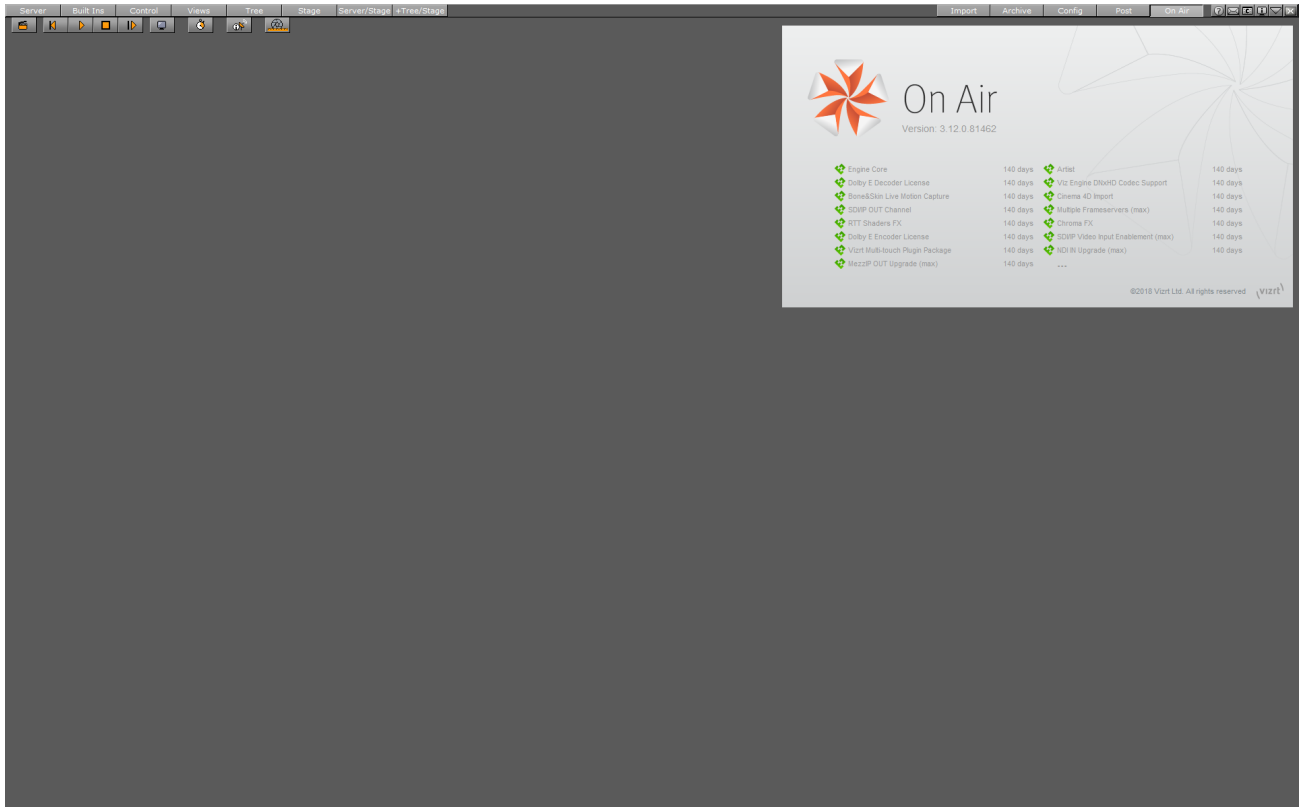 Server Built Ins Control Views Tree Stage Server/Stage +Tree/Stage Import Archive Config Post On Air
On Air
Version: 3.12.0.81462
Engine Core 140 days Artist 140 days
Dolby E Decoder License 140 days Viz Engine DNxHD Codec Support 140 days
Bone&Skin Live Motion Capture 140 days Cinema 4D Import 140 days
SDI/IP OUT Channel 140 days Multiple Frameservers (max) 140 days
RTT Shaders FX 140 days Chroma FX 140 days
Dolby E Encoder License 140 days SDI/IP Video Input Enablement (max) 140 days
Vizrt Multi-touch Plugin Package 140 days NDI IN Upgrade (max) 140 days
MezzIP OUT Upgrade (max) 140 days ...
©2018 Vizrt Ltd. All rights reserved vizrt